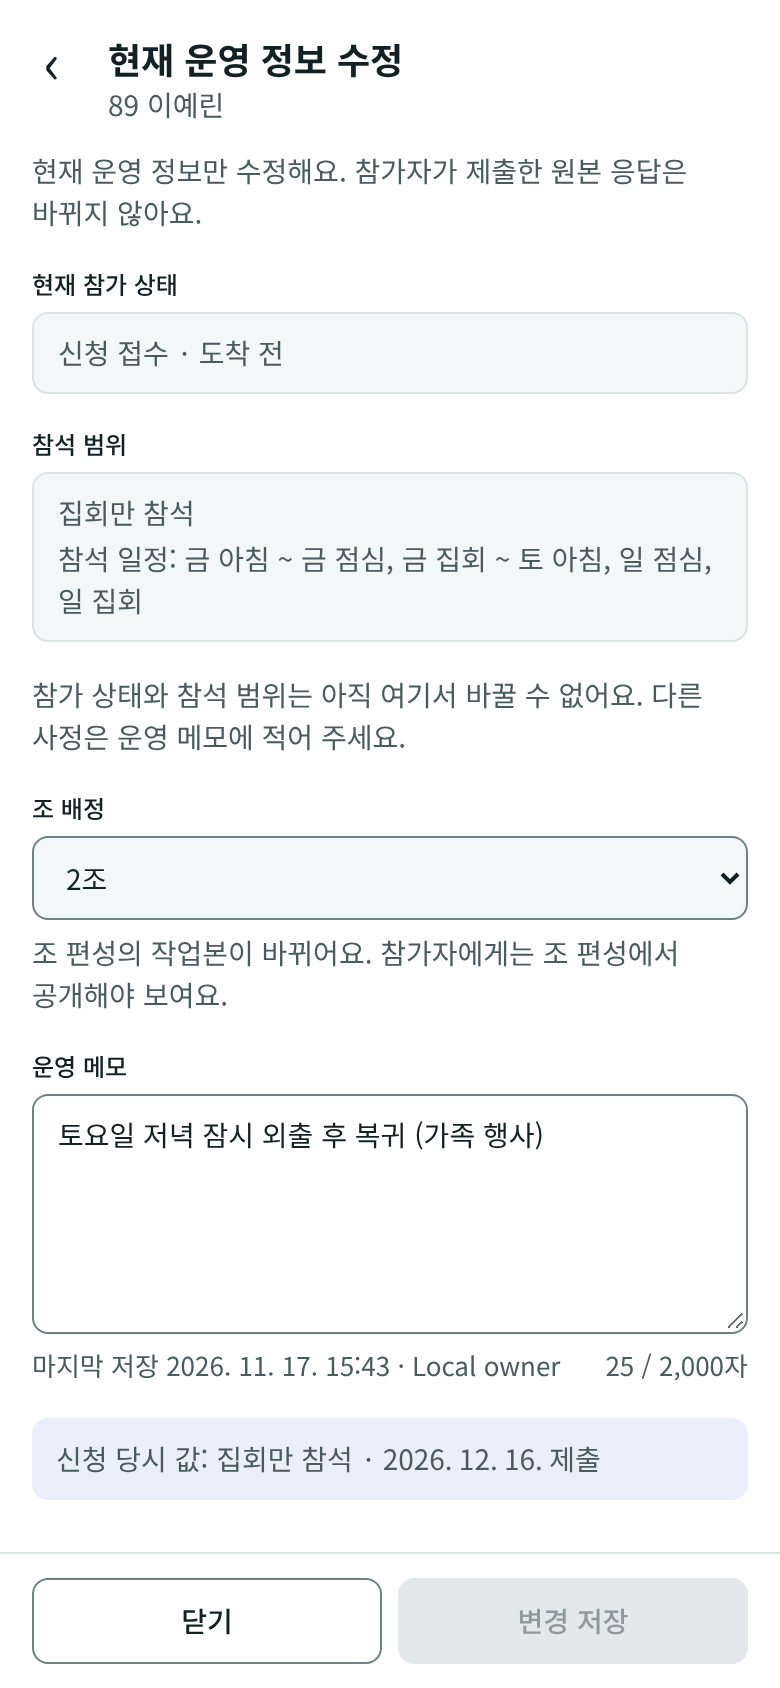 현재 운영 정보 수정
89 이예린
현재 운영 정보만 수정해요. 참가자가 제출한 원본 응답은
바뀌지 않아요.
현재 참가 상태
신청 접수 · 도착 전
참석 범위
집회만 참석
참석 일정: 금 아침 ~ 금 점심, 금 집회 ~ 토 아침, 일 점심,
일 집회
참가 상태와 참석 범위는 아직 여기서 바꿀 수 없어요. 다른
사정은 운영 메모에 적어 주세요.
조 배정
2조
조 편성의 작업본이 바뀌어요. 참가자에게는 조 편성에서
공개해야 보여요.
운영 메모
토요일 저녁 잠시 외출 후 복귀 (가족 행사)
마지막 저장 2026. 11. 17. 15:43 · Local owner 25 / 2,000자
신청 당시 값: 집회만 참석 · 2026. 12. 16. 제출
닫기 변경 저장